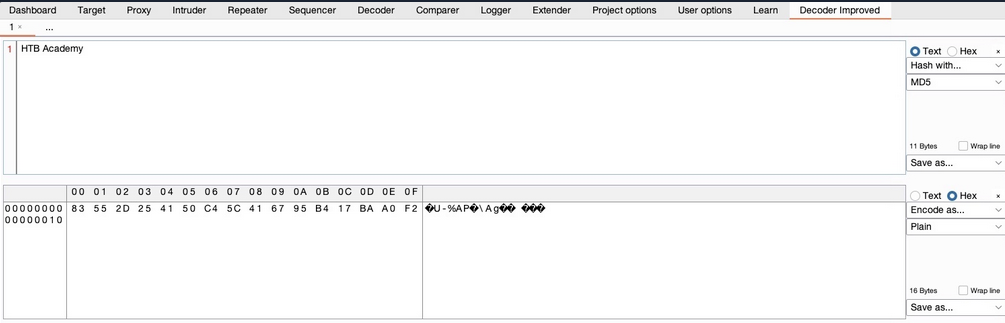 Dashboard Target Proxy Intruder Repeater Sequencer Decoder Comparer Logger Extender Project options User options Learn Decoder Improved
1 × ...
1 HTB Academy
Text Hex ×
Hash with...
MD5
11 Bytes Wrap line
Save as...
00 01 02 03 04 05 06 07 08 09 0A 0B 0C 0D 0E 0F
00000000 83 55 2D 25 41 50 C4 5C 41 67 95 B4 17 BA A0 F2 �U-%AP�\Ag�� ���
00000010
Text Hex ×
Encode as...
Plain
16 Bytes Wrap line
Save as...